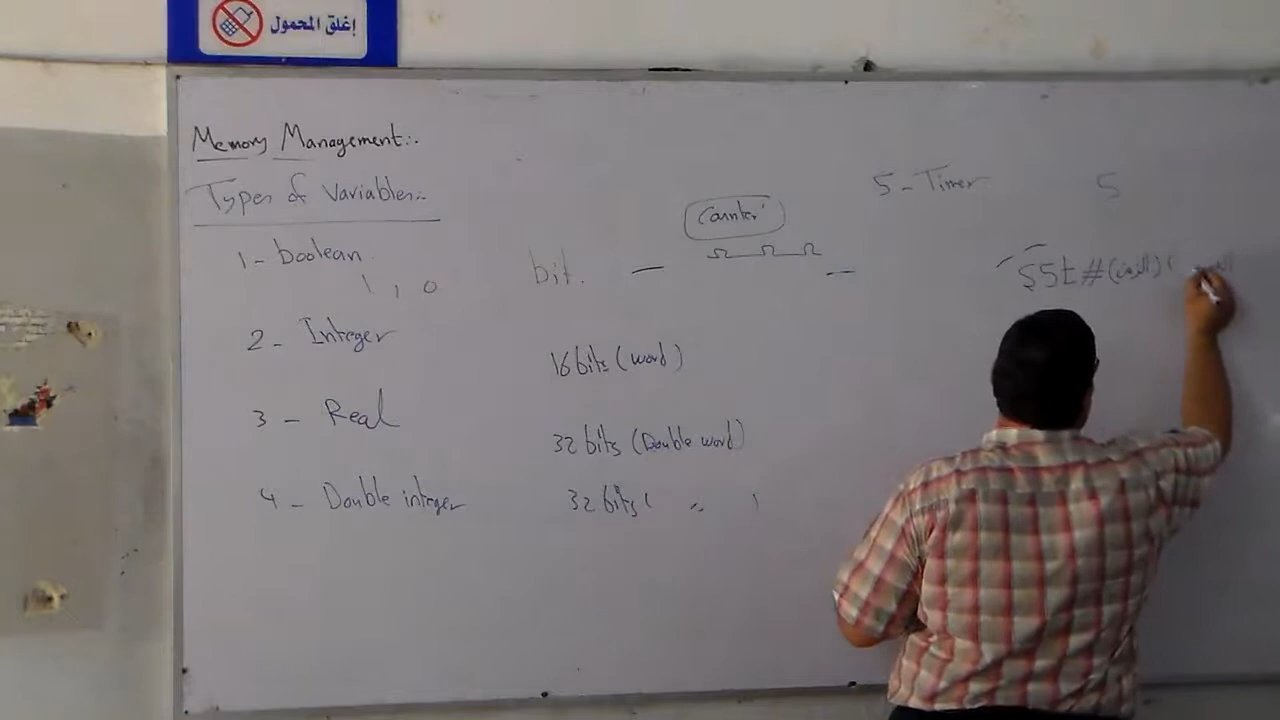 إغلق المحمول
Memory Management:.
Types of Variables:.
1- boolean
1 , 0
bit.
2- Integer
16 bits (word)
3 - Real
32 bits (Double word)
4 - Double integer
32 bits ( " )
Counter
5 - Timer
5
S5t # (الزمن) (